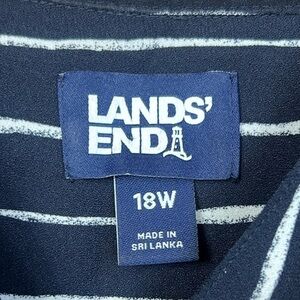 LANDS'
END
18W
MADE IN
SRI LANKA